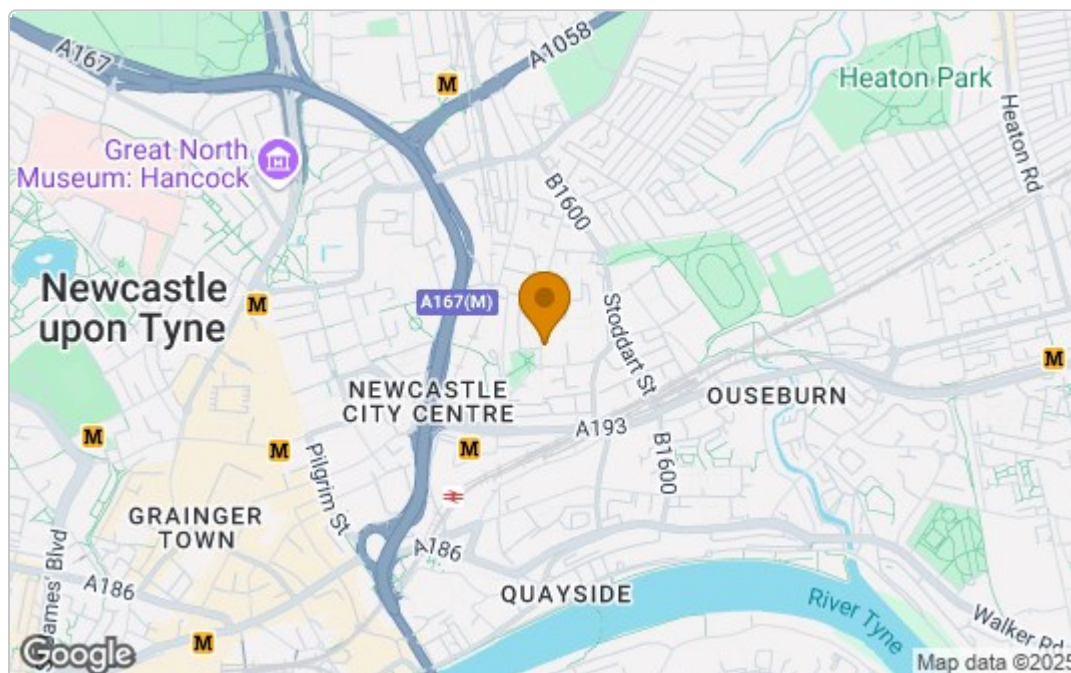 A167
A1058
M
Heaton Park
Heaton Rd
Great North
Museum: Hancock
B1600
Newcastle
upon Tyne
M
A167(M)
Stoddart St
M
NEWCASTLE
CITY CENTRE
OUSEBURN
M
M
M
A193
B1600
Pilgrim St
GRAINGER
TOWN
A186
QUAYSIDE
A186
River Tyne
Walker Rd
M
Google
Map data ©2025